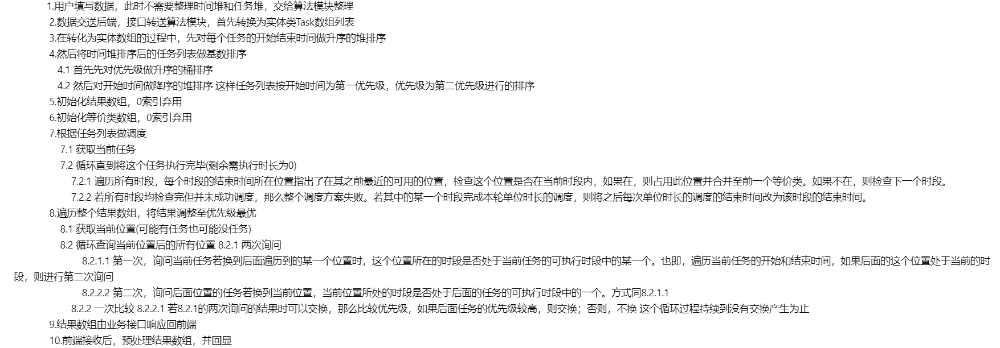 1.用户填写数据，此时不需要整理时间堆和任务堆，交给算法模块整理
2.数据交送后端，接口转送算法模块，首先转换为实体类Task数组列表
3.在转化为实体数组的过程中，先对每个任务的开始结束时间做升序的堆排序
4.然后将时间堆排序后的任务列表做基数排序
4.1 首先先对优先级做升序的桶排序
4.2 然后对开始时间做降序的堆排序 这样任务列表按开始时间为第一优先级，优先级为第二优先级进行的排序
5.初始化结果数组，0索引弃用
6.初始化等价类数组，0索引弃用
7.根据任务列表做调度
7.1 获取当前任务
7.2 循环直到将这个任务执行完毕(剩余需执行时长为0)
7.2.1 遍历所有时段，每个时段的结束时间所在位置指出了在其之前最近的可用的位置，检查这个位置是否在当前时段内，如果在，则占用此位置并合并至前一个等价类。如果不在，则检查下一个时段。
7.2.2 若所有时段均检查完但并未成功调度，那么整个调度方案失败。若其中的某一个时段完成本轮单位时长的调度，则将之后每次单位时长的调度的结束时间改为该时段的结束时间。
8.遍历整个结果数组，将结果调整至优先级最优
8.1 获取当前位置(可能有任务也可能没任务)
8.2 循环查询当前位置后的所有位置 8.2.1 两次询问
8.2.1.1 第一次，询问当前任务若换到后面遍历到的某一个位置时，这个位置所在的时段是否处于当前任务的可执行时段中的某一个。也即，遍历当前任务的开始和结束时间，如果后面的这个位置处于当前的时
段，则进行第二次询问
8.2.2.2 第二次，询问后面位置的任务若换到当前位置，当前位置所处的时段是否处于后面的任务的可执行时段中的一个。方式同8.2.1.1
8.2.2 一次比较 8.2.2.1 若8.2.1的两次询问的结果时可以交换，那么比较优先级，如果后面任务的优先级较高，则交换；否则，不换 这个循环过程持续到没有交换产生为止
9.结果数组由业务接口响应回前端
10.前端接收后，预处理结果数组，并回显